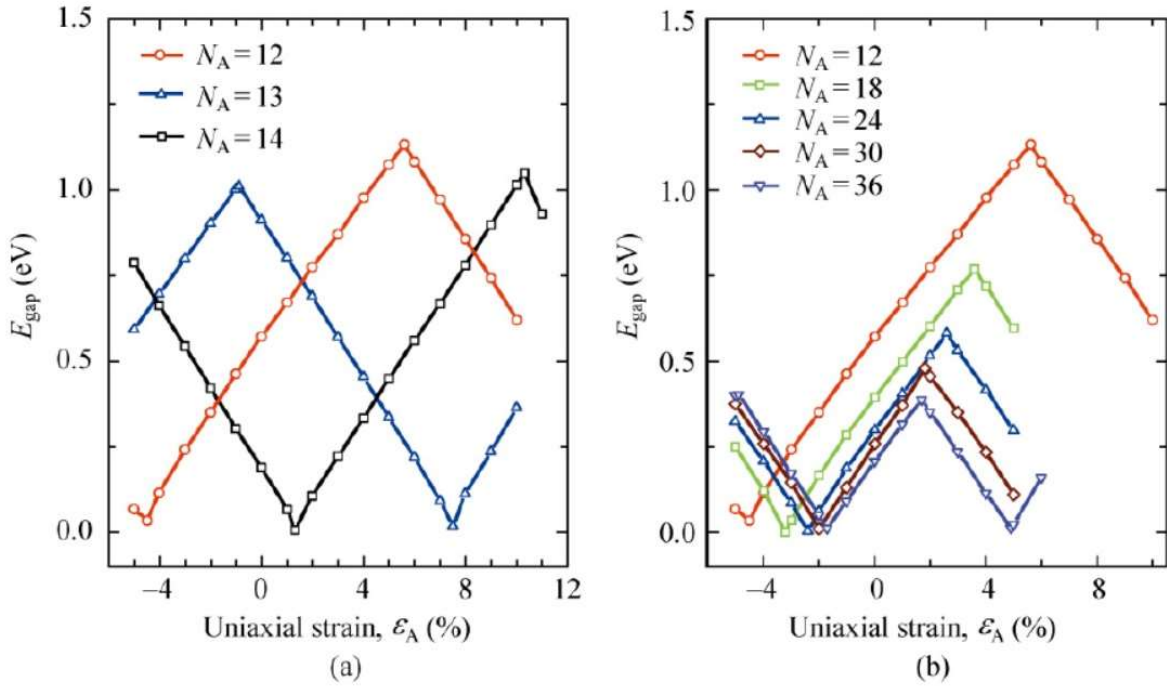 1.5
1.0
0.5
0.0
E_gap (eV)
N_A = 12
N_A = 13
N_A = 14
−4 0 4 8 12
Uniaxial strain, ε_A (%)
(a)
1.5
1.0
0.5
0.0
E_gap (eV)
N_A = 12
N_A = 18
N_A = 24
N_A = 30
N_A = 36
−4 0 4 8
Uniaxial strain, ε_A (%)
(b)